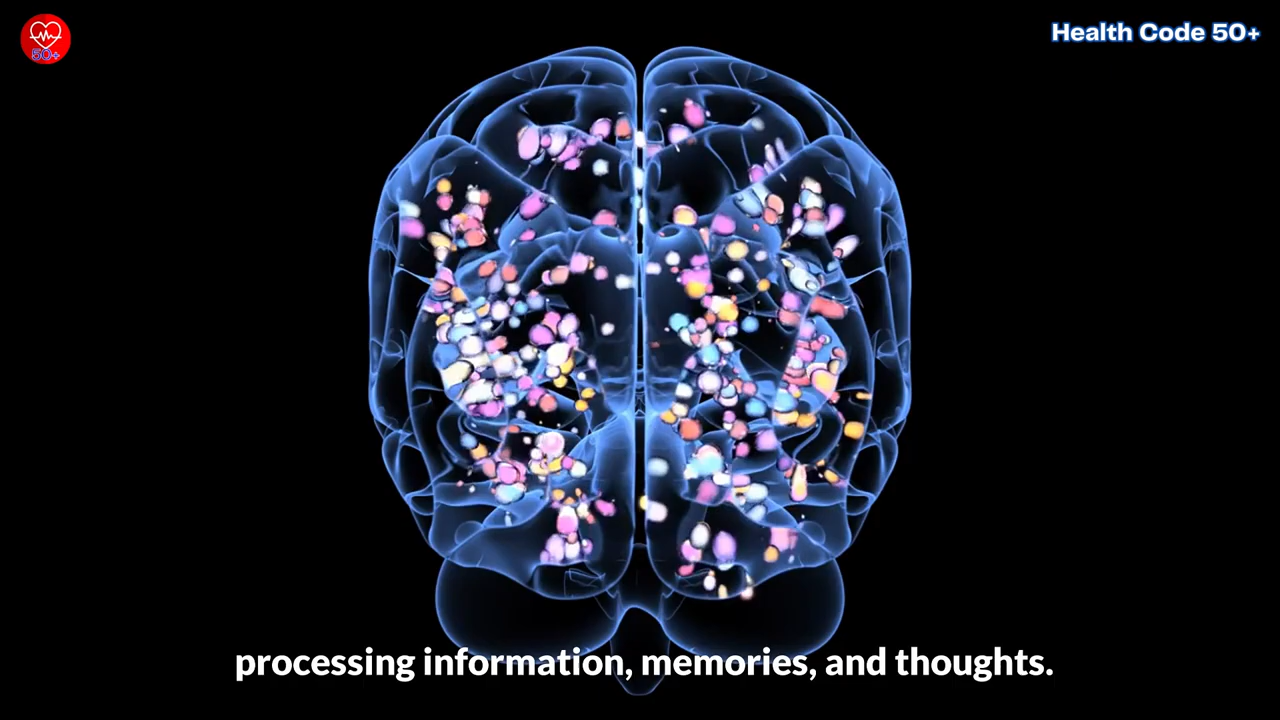 50+
Health Code 50+
processing information, memories, and thoughts.